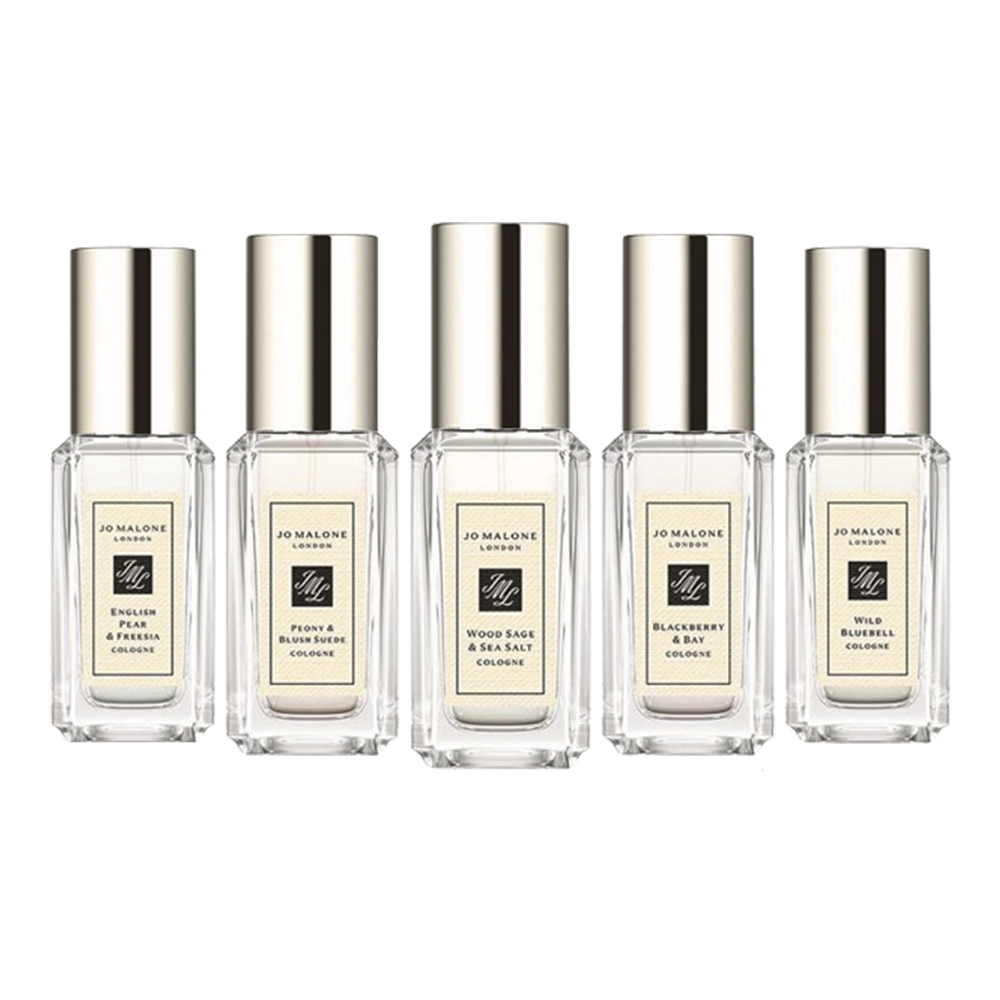 JO MALONE
LONDON
JML
ENGLISH
PEAR
& FREESIA
COLOGNE
JO MALONE
LONDON
JML
PEONY &
BLUSH SUEDE
COLOGNE
JO MALONE
LONDON
JML
WOOD SAGE
& SEA SALT
COLOGNE
JO MALONE
LONDON
JML
BLACKBERRY
& BAY
COLOGNE
JO MALONE
LONDON
JML
WILD
BLUEBELL
COLOGNE